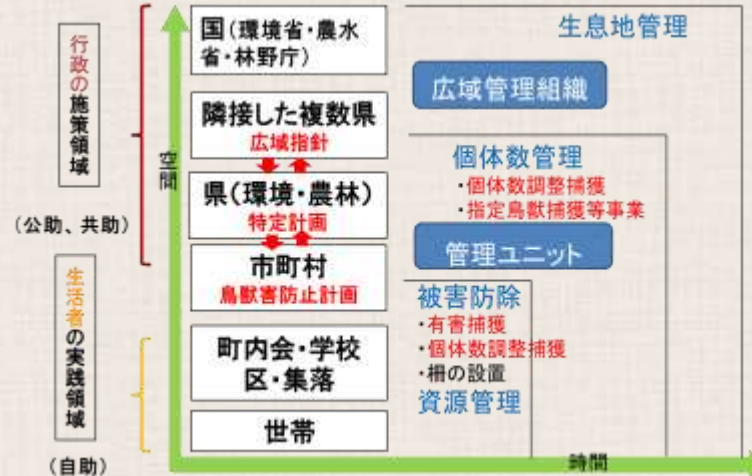 行政の施策領域
(公助、共助)
生活者の実践領域
(自助)
空間
国(環境省・農水
省・林野庁)
隣接した複数県
広域指針
県(環境・農林)
特定計画
市町村
鳥獣害防止計画
町内会・学校
区・集落
世帯
生息地管理
広域管理組織
個体数管理
・個体数調整捕獲
・指定鳥獣捕獲等事業
管理ユニット
被害防除
・有害捕獲
・個体数調整捕獲
・柵の設置
資源管理
時間